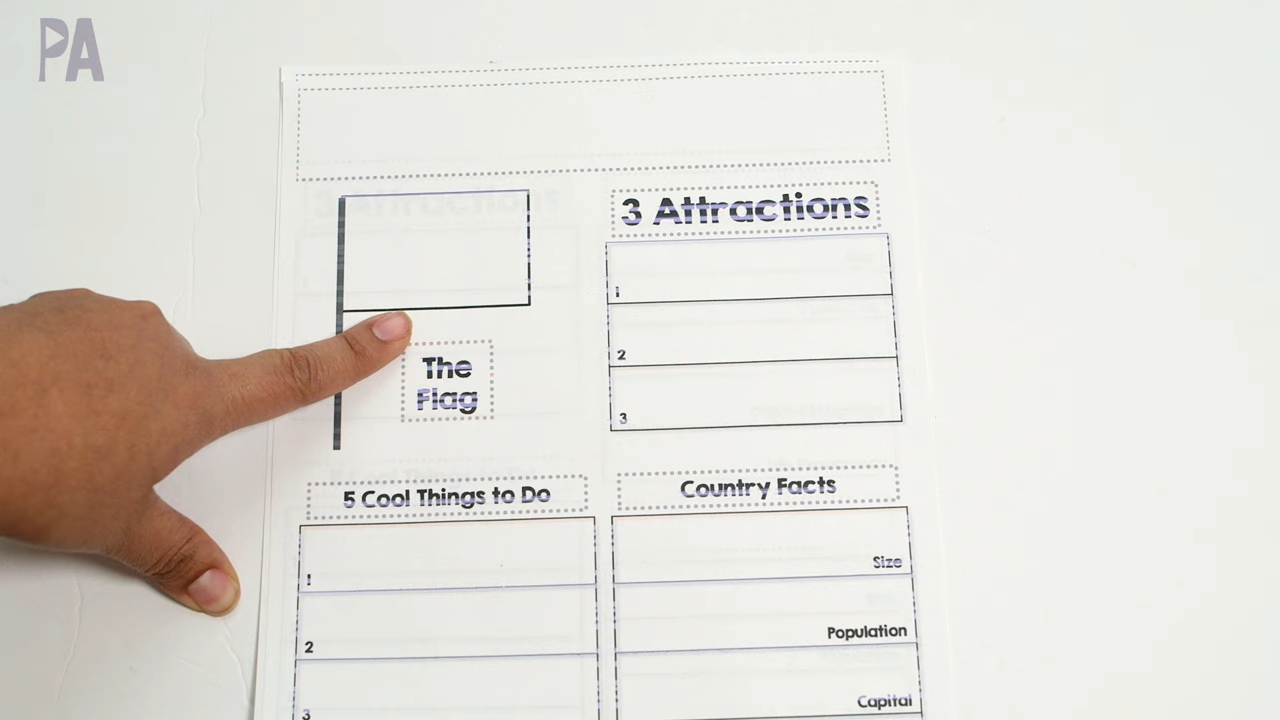 PA
3 Attractions
1
2
3
The
Flag
5 Cool Things to Do
1
2
3
Country Facts
Size
Population
Capital